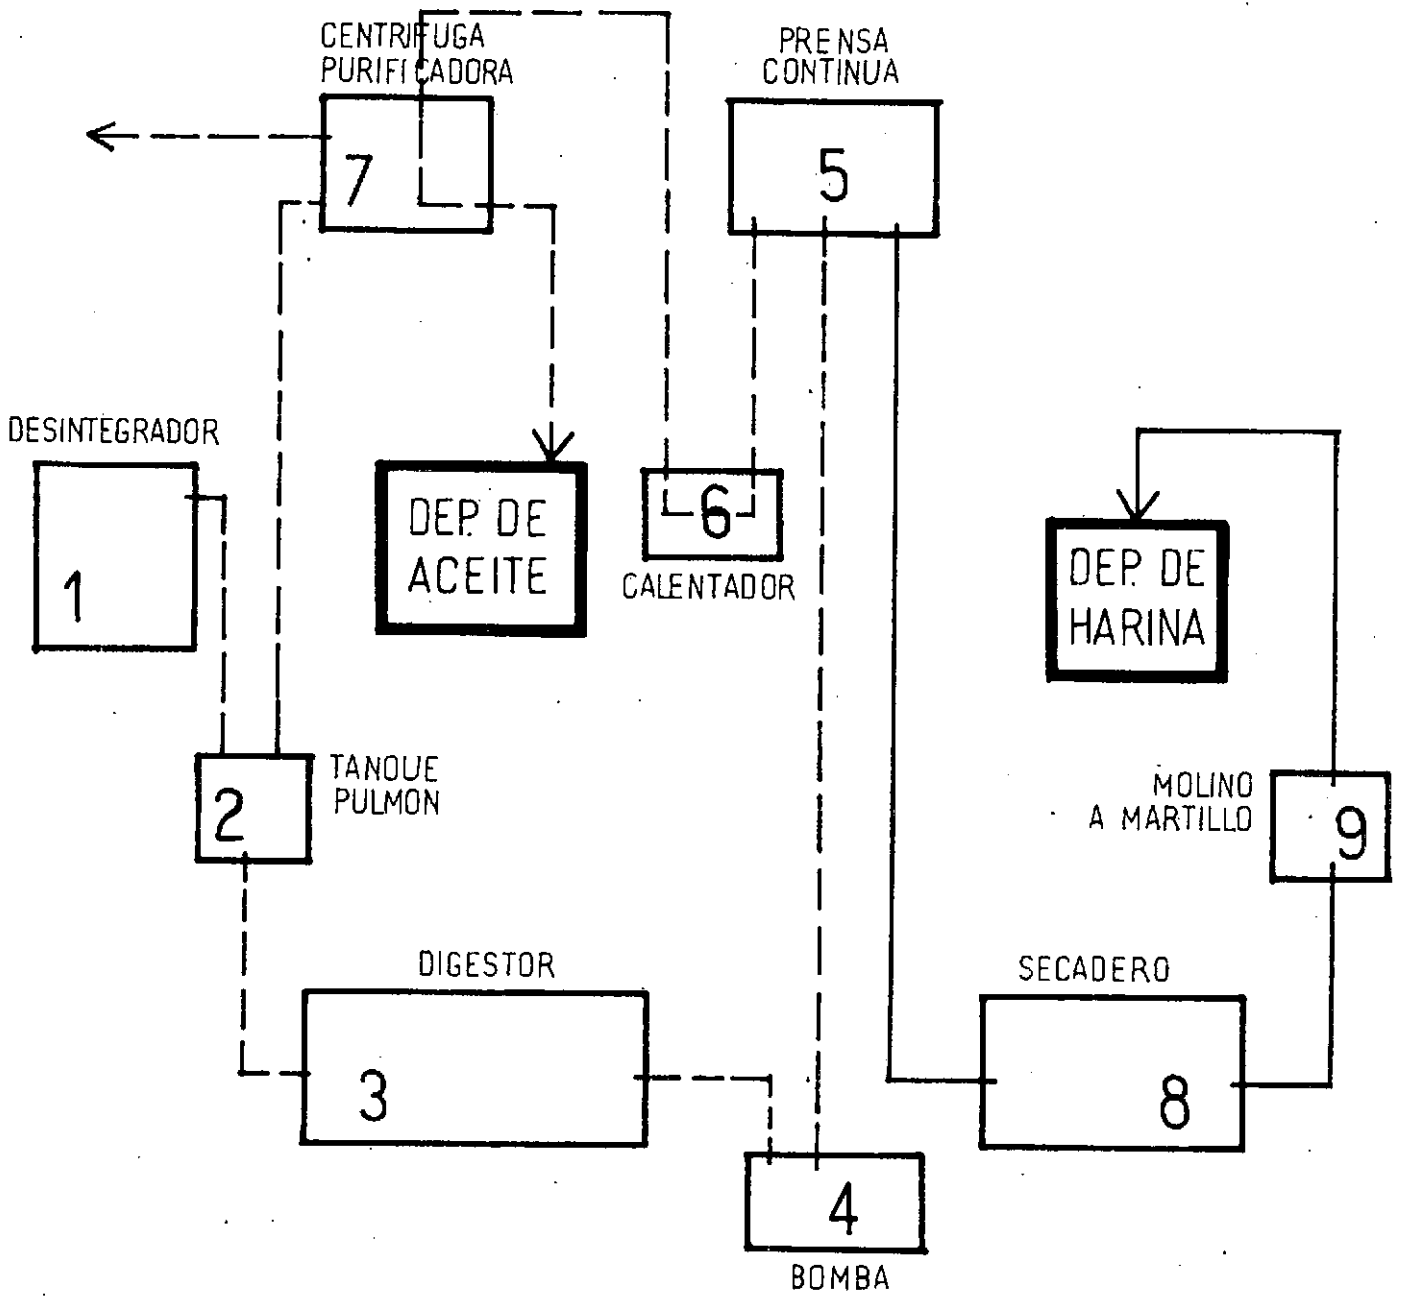 CENTRIFUGA
PURIFICADORA
7
PRENSA
CONTINUA
5
DESINTEGRADOR
1
DEP. DE
ACEITE
6
CALENTADOR
DEP. DE
HARINA
2
TANQUE
PULMON
MOLINO
A MARTILLO
9
DIGESTOR
3
SECADERO
8
4
BOMBA